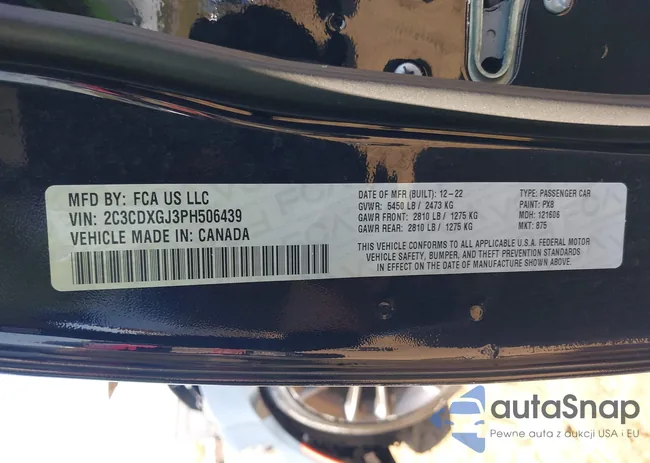 MFD BY: FCA US LLC
VIN: 2C3CDXGJ3PH506439
VEHICLE MADE IN: CANADA
DATE OF MFR (BUILT): 12-22
GVWR: 5450 LB / 2473 KG
GAWR FRONT: 2810 LB / 1275 KG
GAWR REAR: 2810 LB / 1275 KG
TYPE: PASSENGER CAR
PAINT: PX8
MDH: 121606
MKT: B75
THIS VEHICLE CONFORMS TO ALL APPLICABLE U.S.A. FEDERAL MOTOR
VEHICLE SAFETY, BUMPER, AND THEFT PREVENTION STANDARDS
IN EFFECT ON THE DATE OF MANUFACTURE SHOWN ABOVE.
autaSnap
Pewne auta z aukcji USA i EU